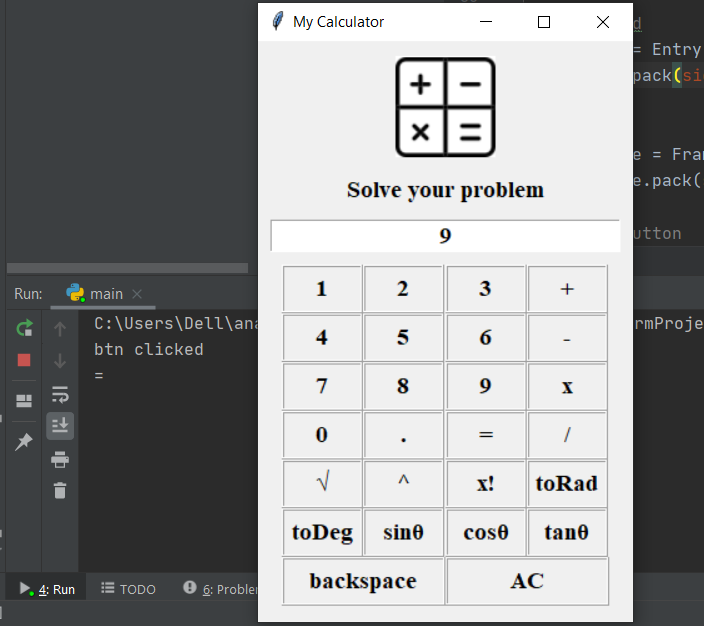 My Calculator
+ −
× =
Solve your problem
9
1 2 3 +
4 5 6 -
7 8 9 x
0 . = /
√ ^ x! toRad
toDeg sinθ cosθ tanθ
backspace AC
= Entry
pack(si
e = Fra
e.pack(
utton
Run: main
C:\Users\Dell\ana
rmProje
btn clicked
=
4: Run TODO 6: Problem